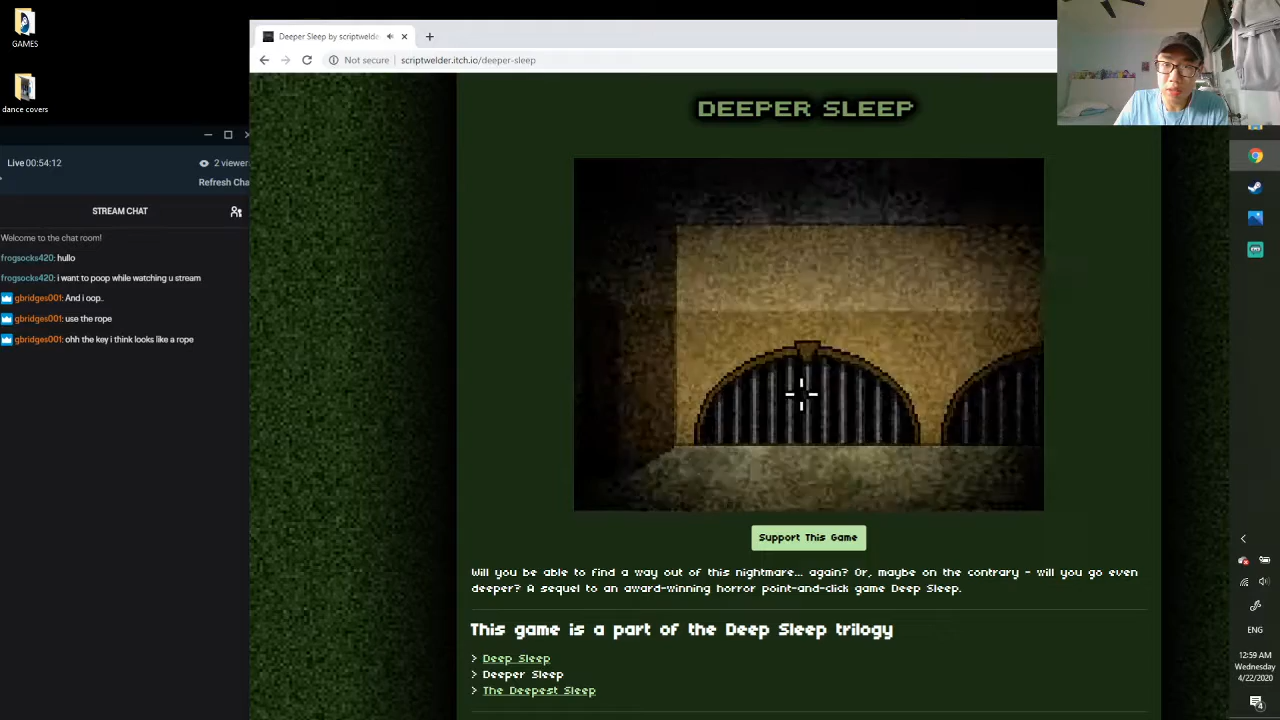 GAMES
dance covers
Deeper Sleep by scriptwelde
Not secure
scriptwelder.itch.io/deeper-sleep
Live 00:54:12
2 viewer
Refresh Cha
STREAM CHAT
Welcome to the chat room!
frogsocks420: hullo
frogsocks420: i want to poop while watching u stream
gbridges001: And i oop..
gbridges001: use the rope
gbridges001: ohh the key i think looks like a rope
DEEPER SLEEP
Support This Game
Will you be able to find a way out of this nightmare... again? Or, maybe on the contrary - will you go even
deeper? A sequel to an award-winning horror point-and-click game Deep Sleep.
This game is a part of the Deep Sleep trilogy
> Deep Sleep
> Deeper Sleep
> The Deepest Sleep
ENG
12:59 AM
Wednesday
4/22/2020
4